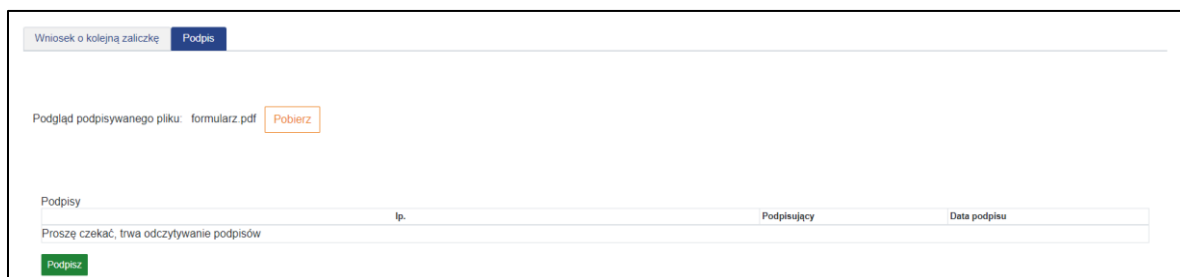 Wniosek o kolejną zaliczkę Podpis
Podgląd podpisywanego pliku: formularz.pdf Pobierz
Podpisy
lp. Podpisujący Data podpisu
Proszę czekać, trwa odczytywanie podpisów
Podpisz